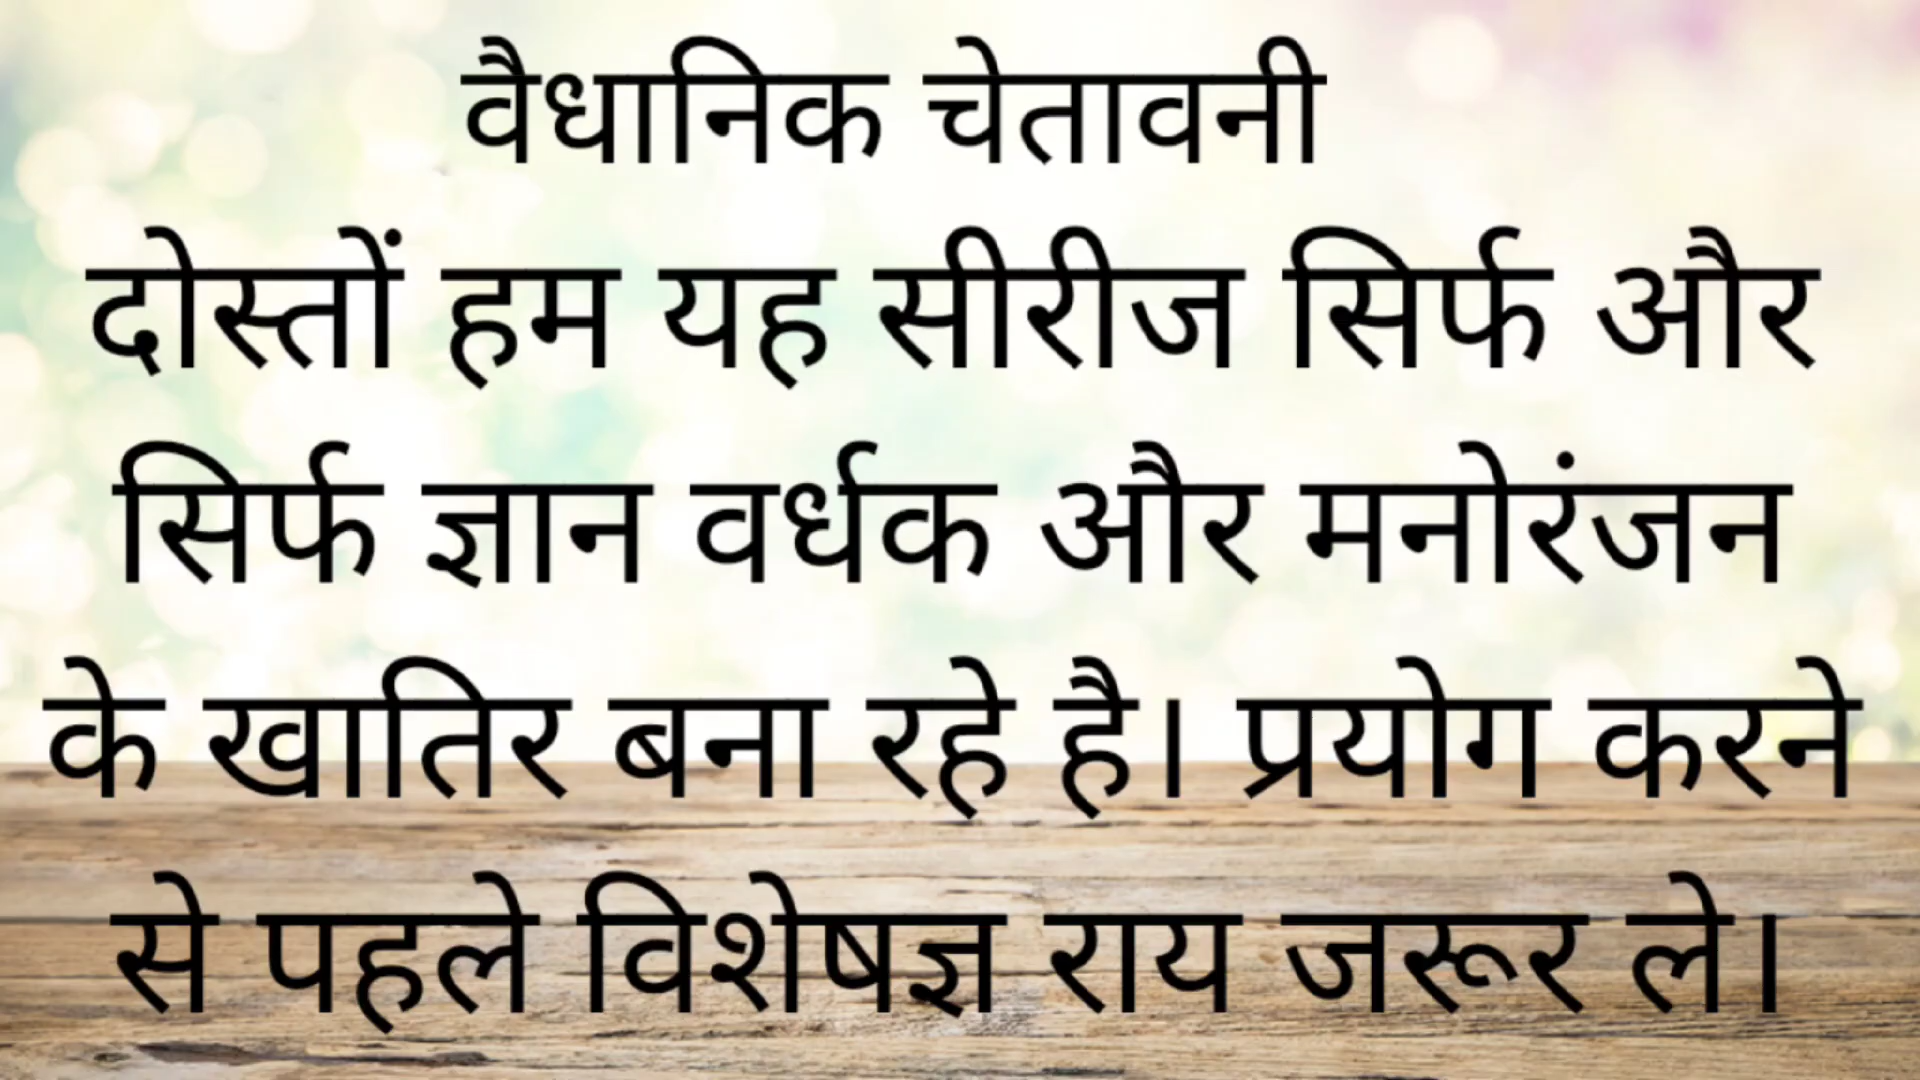 वैधानिक चेतावनी
दोस्तों हम यह सीरीज सिर्फ और
सिर्फ ज्ञान वर्धक और मनोरंजन
के खातिर बना रहे है। प्रयोग करने
से पहले विशेषज्ञ राय जरूर ले।